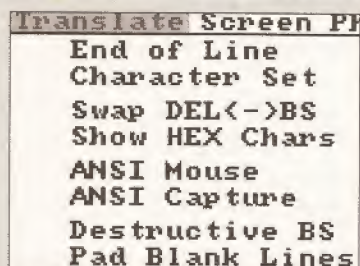 Translate Screen
End of Line
Character Set
Swap DEL<->BS
Show HEX Chars
ANSI Mouse
ANSI Capture
Destructive BS
Pad Blank Lines